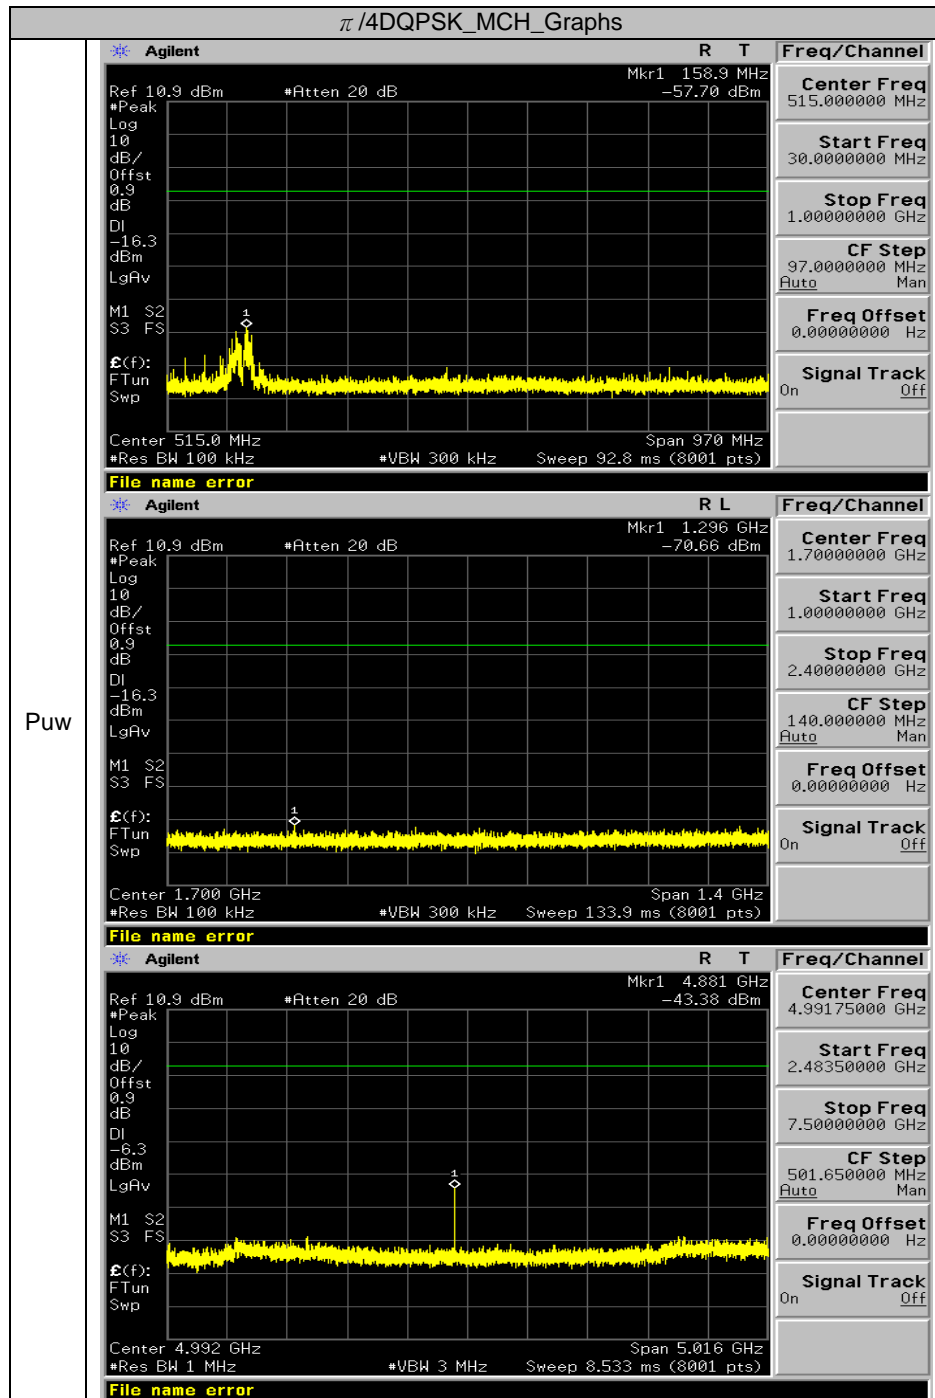 π/4DQPSK_MCH_Graphs
Puw
Agilent R T Freq/Channel
Mkr1 158.9 MHz
Ref 10.9 dBm #Atten 20 dB -57.70 dBm
#Peak
Log
10
dB/
Offst
0.9
dB
DI
-16.3
dBm
LgAv
M1 S2
S3 FS
£(f):
FTun
Swp
1
Center 515.0 MHz Span 970 MHz
#Res BW 100 kHz #VBW 300 kHz Sweep 92.8 ms (8001 pts)
File name error
Center Freq
515.000000 MHz
Start Freq
30.0000000 MHz
Stop Freq
1.00000000 GHz
CF Step
97.0000000 MHz
Auto Man
Freq Offset
0.00000000 Hz
Signal Track
On Off
Agilent R L Freq/Channel
Mkr1 1.296 GHz
Ref 10.9 dBm #Atten 20 dB -70.66 dBm
#Peak
Log
10
dB/
Offst
0.9
dB
DI
-16.3
dBm
LgAv
M1 S2
S3 FS
£(f):
FTun
Swp
1
Center 1.700 GHz Span 1.4 GHz
#Res BW 100 kHz #VBW 300 kHz Sweep 133.9 ms (8001 pts)
File name error
Center Freq
1.70000000 GHz
Start Freq
1.00000000 GHz
Stop Freq
2.40000000 GHz
CF Step
140.000000 MHz
Auto Man
Freq Offset
0.00000000 Hz
Signal Track
On Off
Agilent R T Freq/Channel
Mkr1 4.881 GHz
Ref 10.9 dBm #Atten 20 dB -43.38 dBm
#Peak
Log
10
dB/
Offst
0.9
dB
DI
-6.3
dBm
LgAv
M1 S2
S3 FS
£(f):
FTun
Swp
1
Center 4.992 GHz Span 5.016 GHz
#Res BW 1 MHz #VBW 3 MHz Sweep 8.533 ms (8001 pts)
File name error
Center Freq
4.99175000 GHz
Start Freq
2.48350000 GHz
Stop Freq
7.50000000 GHz
CF Step
501.650000 MHz
Auto Man
Freq Offset
0.00000000 Hz
Signal Track
On Off